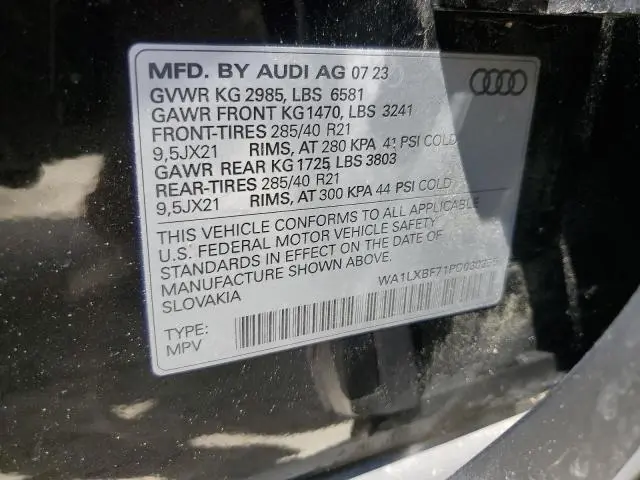 MFD. BY AUDI AG 07 23
GVWR KG 2985, LBS 6581
GAWR FRONT KG1470, LBS 3241
FRONT-TIRES 285/40 R21
9,5JX21 RIMS, AT 280 KPA 41 PSI COLD
GAWR REAR KG 1725 LBS 3803
REAR-TIRES 285/40 R21
9,5JX21 RIMS, AT 300 KPA 44 PSI COLD
THIS VEHICLE CONFORMS TO ALL APPLICABLE
U.S. FEDERAL MOTOR VEHICLE SAFETY
STANDARDS IN EFFECT ON THE DATE OF
MANUFACTURE SHOWN ABOVE.
SLOVAKIA
TYPE:
MPV